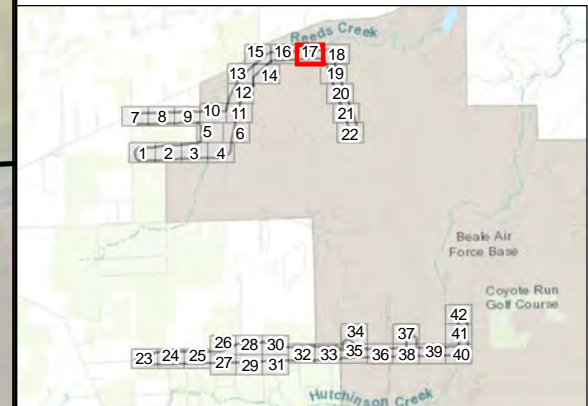 Reeds Creek
15 16 17 18
13 14 19
12 20
7 8 9 10 11 21
5 6 22
1 2 3 4
Beale Air
Force Base
Coyote Run
Golf Course
42
34 37 41
26 28 30
23 24 25 27 29 31 32 33 35 36 38 39 40
Hutchinson Creek